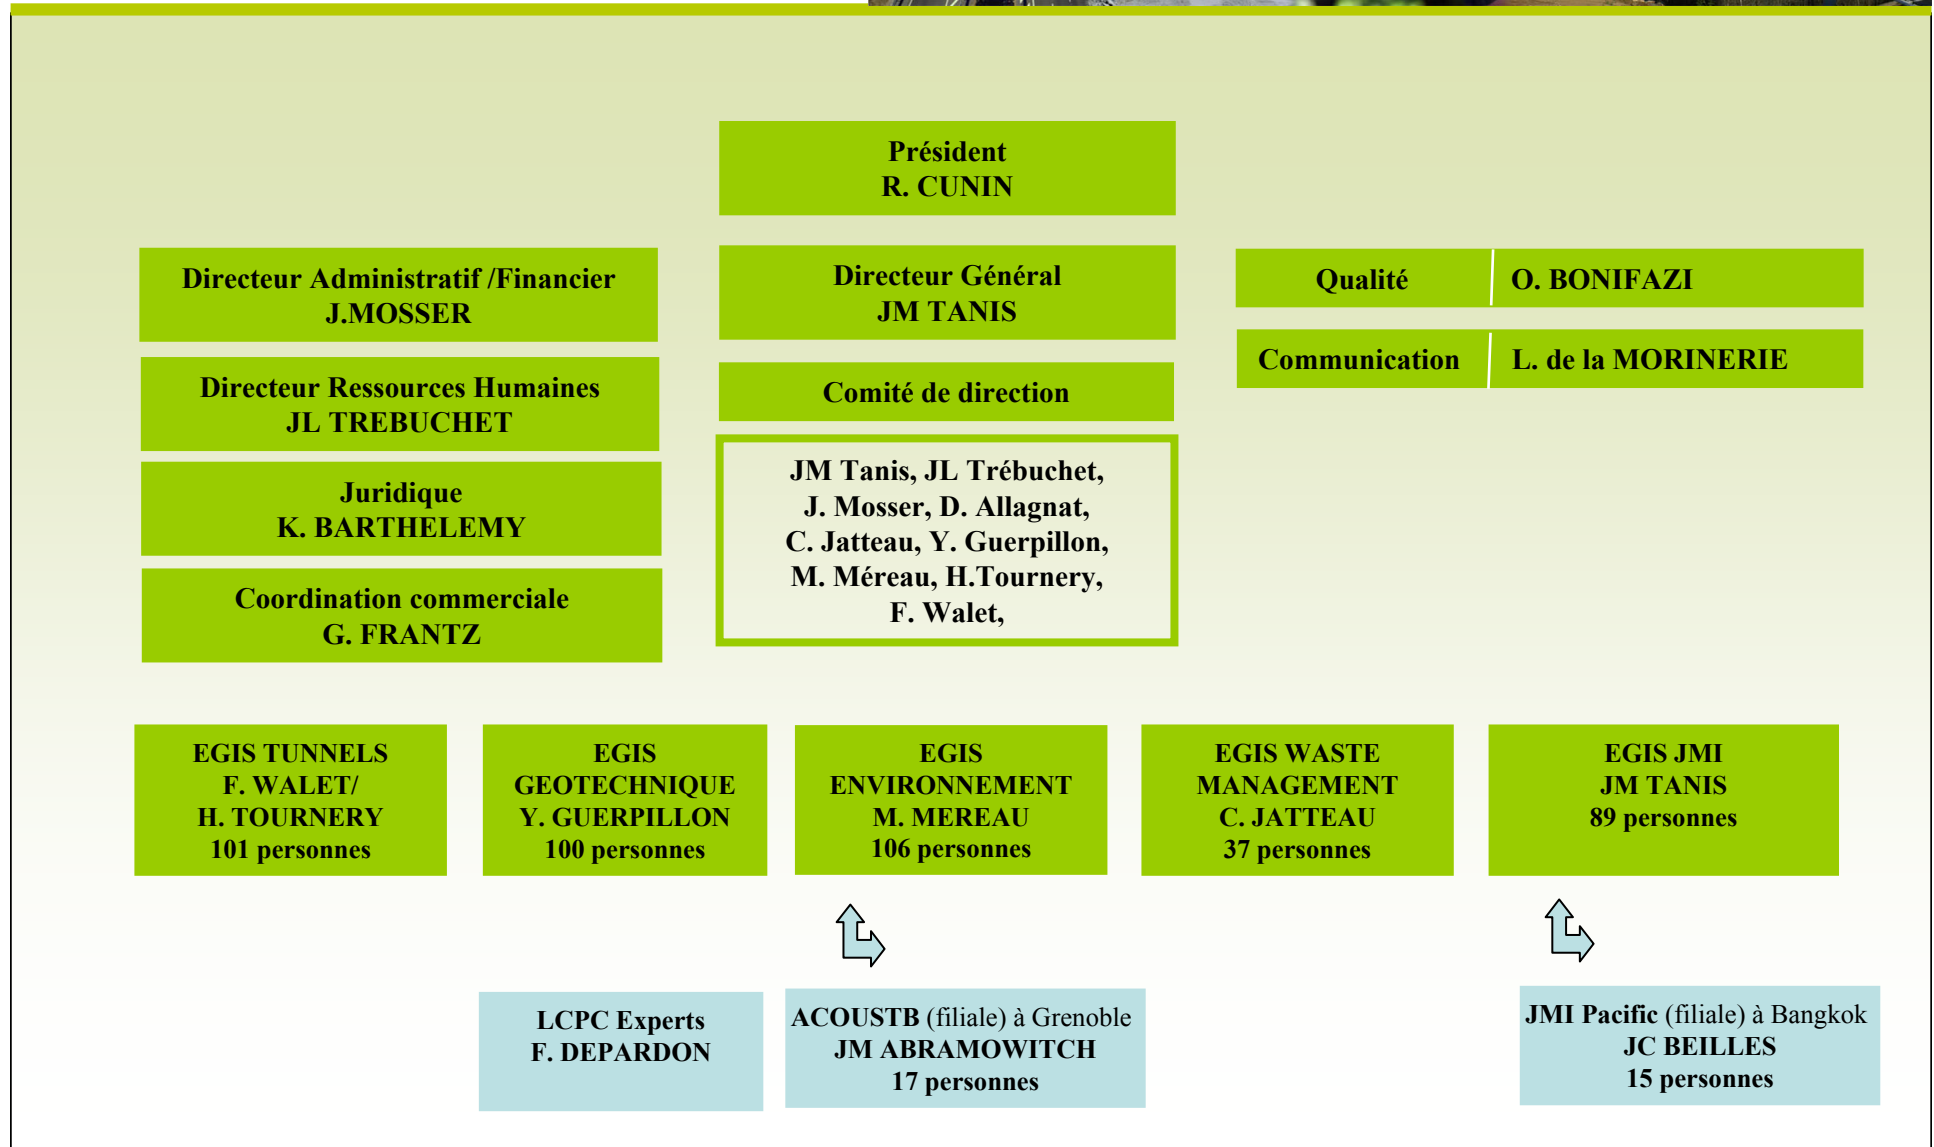 Président
R. CUNIN
Directeur Administratif /Financier
J.MOSSER
Directeur Général
JM TANIS
Qualité
O. BONIFAZI
Communication
L. de la MORINERIE
Directeur Ressources Humaines
JL TREBUCHET
Comité de direction
Juridique
K. BARTHELEMY
JM Tanis, JL Trébuchet,
J. Mosser, D. Allagnat,
C. Jatteau, Y. Guerpillon,
M. Méreau, H.Tournery,
F. Walet,
Coordination commerciale
G. FRANTZ
EGIS TUNNELS
F. WALET/
H. TOURNERY
101 personnes
EGIS
GEOTECHNIQUE
Y. GUERPILLON
100 personnes
EGIS
ENVIRONNEMENT
M. MEREAU
106 personnes
EGIS WASTE
MANAGEMENT
C. JATTEAU
37 personnes
EGIS JMI
JM TANIS
89 personnes
LCPC Experts
F. DEPARDON
ACOUSTB (filiale) à Grenoble
JM ABRAMOWITCH
17 personnes
JMI Pacific (filiale) à Bangkok
JC BEILLES
15 personnes